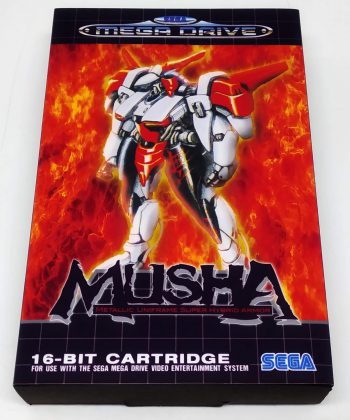 SEGA
MEGA DRIVE
MUSHA
METALLIC UNIFRAME SUPER HYBRID ARMOR
16-BIT CARTRIDGE
FOR USE WITH THE SEGA MEGA DRIVE VIDEO ENTERTAINMENT SYSTEM
SEGA